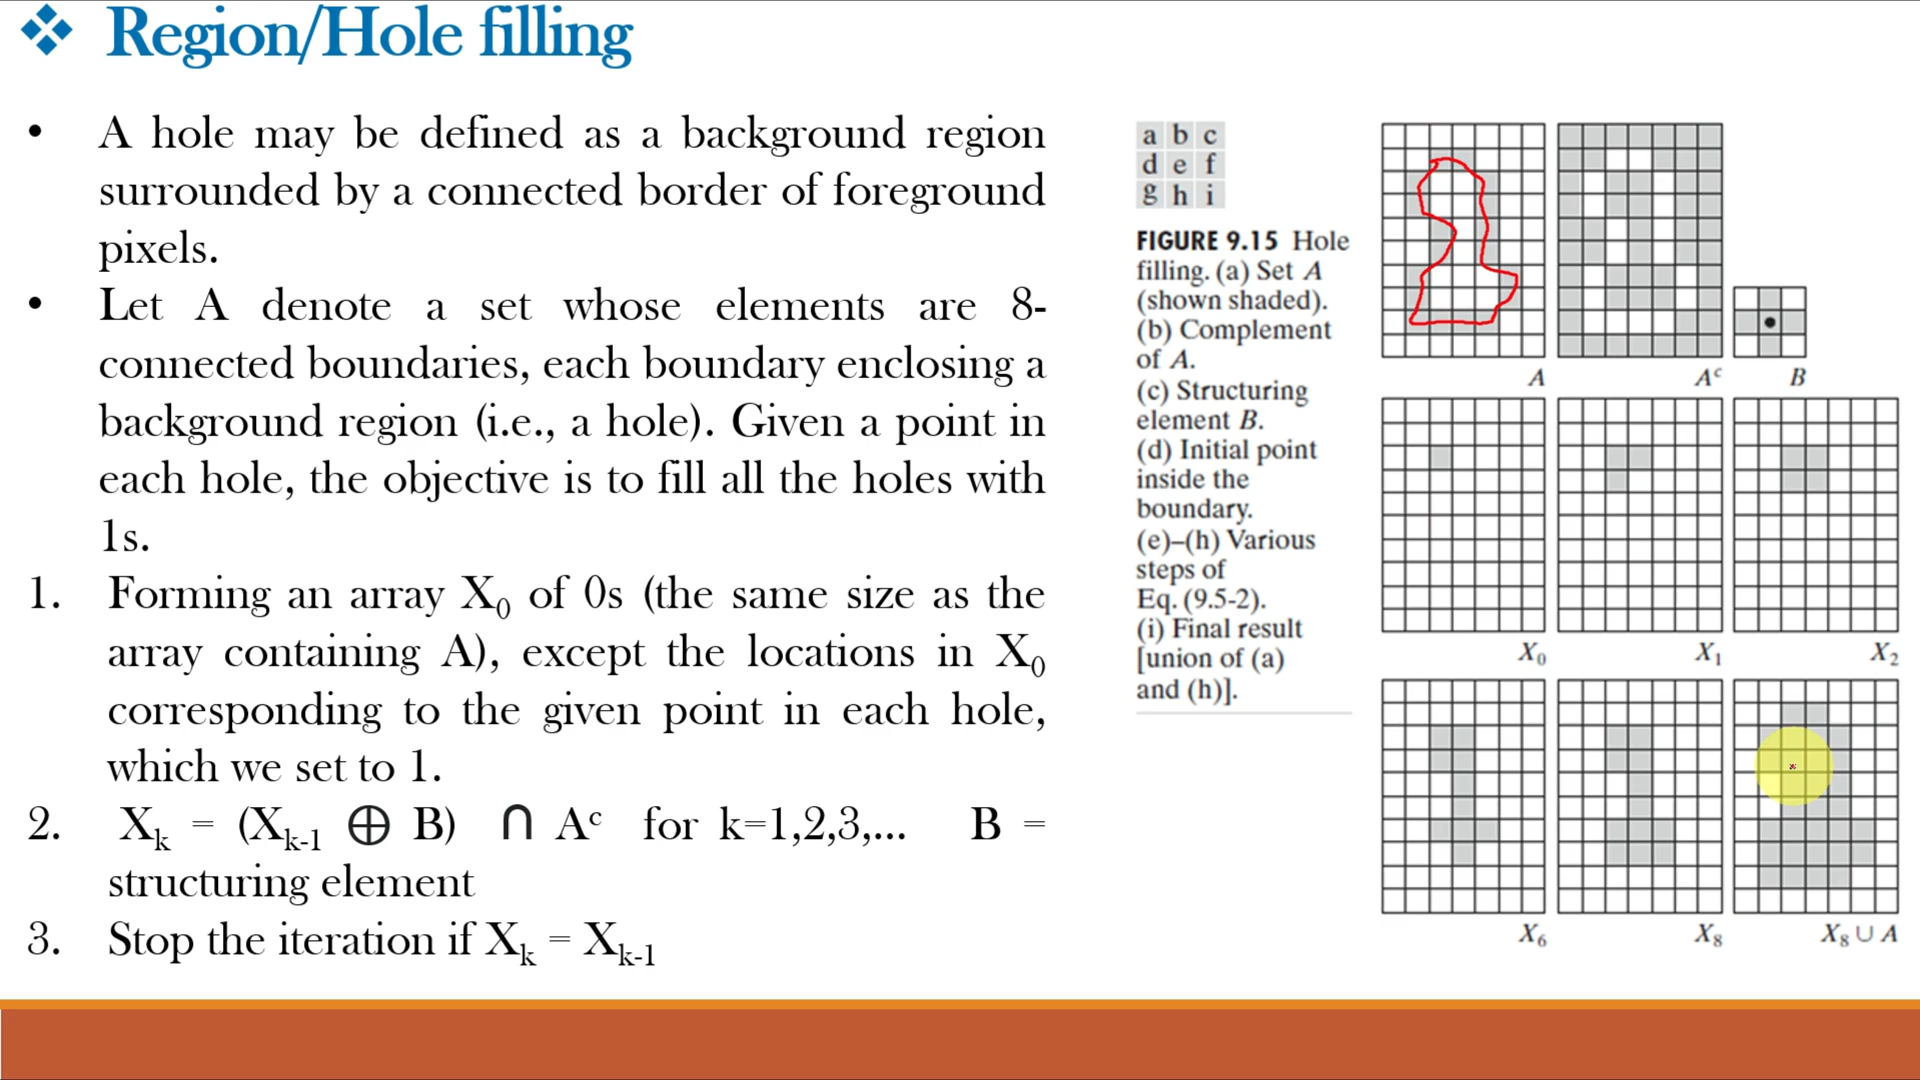 ❖ Region/Hole filling
• A hole may be defined as a background region
surrounded by a connected border of foreground
pixels.
• Let A denote a set whose elements are 8-
connected boundaries, each boundary enclosing a
background region (i.e., a hole). Given a point in
each hole, the objective is to fill all the holes with
1s.
1. Forming an array X₀ of 0s (the same size as the
array containing A), except the locations in X₀
corresponding to the given point in each hole,
which we set to 1.
2. Xₖ = (Xₖ₋₁ ⊕ B) ∩ Aᶜ for k=1,2,3,... B =
structuring element
3. Stop the iteration if Xₖ = Xₖ₋₁
a b c
d e f
g h i
FIGURE 9.15 Hole
filling. (a) Set A
(shown shaded).
(b) Complement
of A.
(c) Structuring
element B.
(d) Initial point
inside the
boundary.
(e)–(h) Various
steps of
Eq. (9.5-2).
(i) Final result
[union of (a)
and (h)].
A Aᶜ B
X₀ X₁ X₂
X₆ X₈ X₈ ∪ A